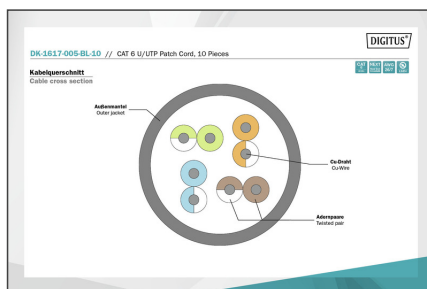 DIGITUS®
DK-1617-005-BL-10 // CAT 6 U/UTP Patch Cord, 10 Pieces
Kabelquerschnitt
Cable cross section
Außenmantel
Outer jacket
Cu-Draht
Cu-Wire
Adernpaare
Twisted pair